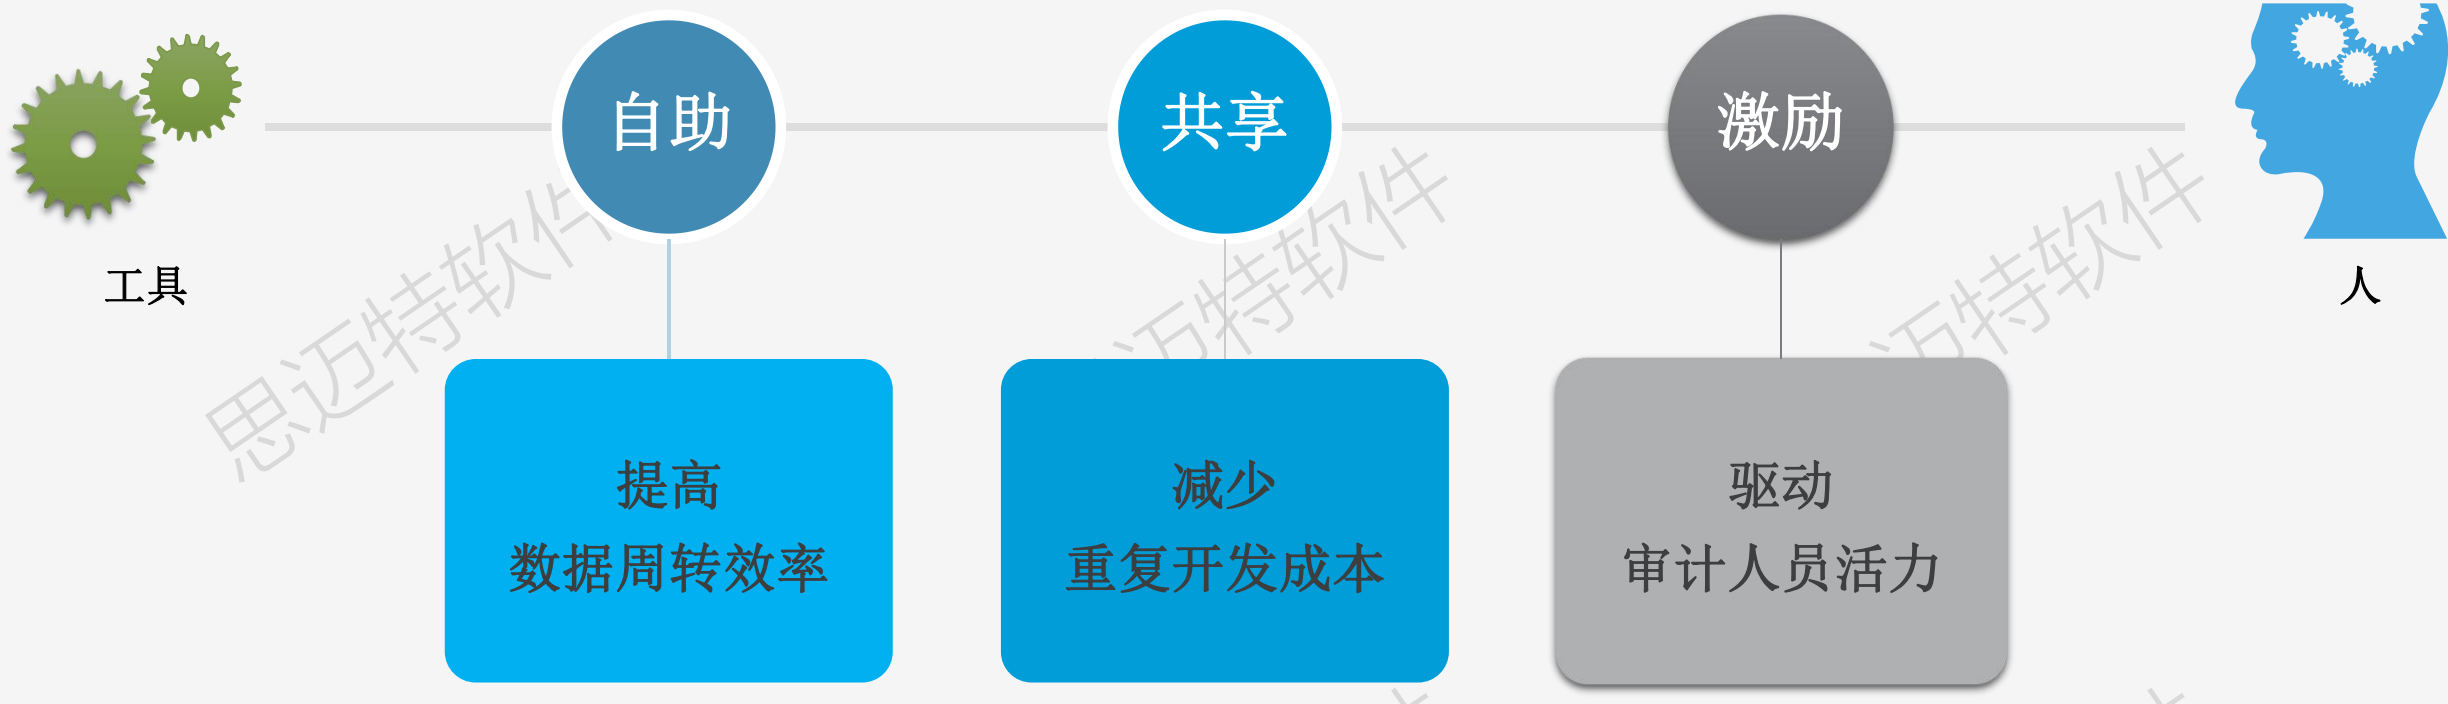 自助
共享
激励
工具
人
提高
数据周转效率
减少
重复开发成本
驱动
审计人员活力
思迈特软件
迈特软件
迈特软件